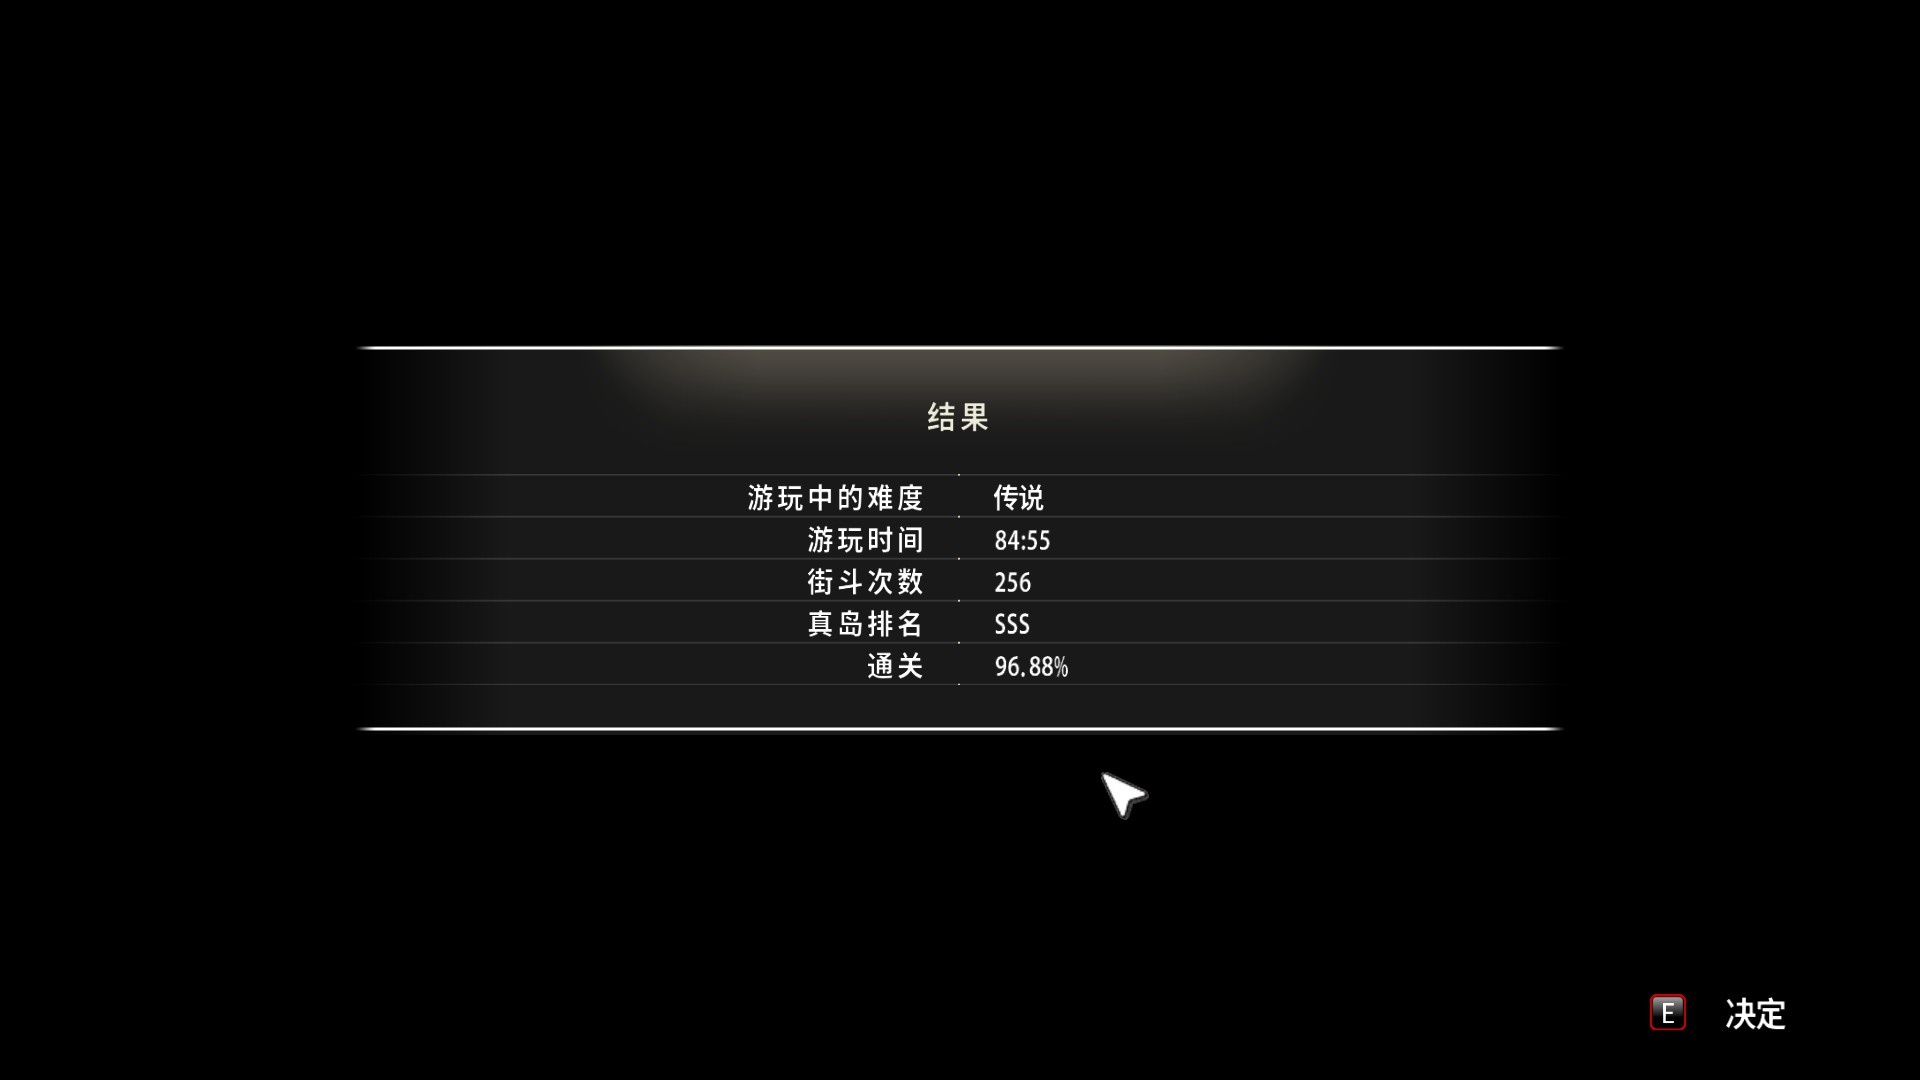 结果
游玩中的难度 传说
游玩时间 84:55
街斗次数 256
真岛排名 SSS
通关 96.88%
E 决定